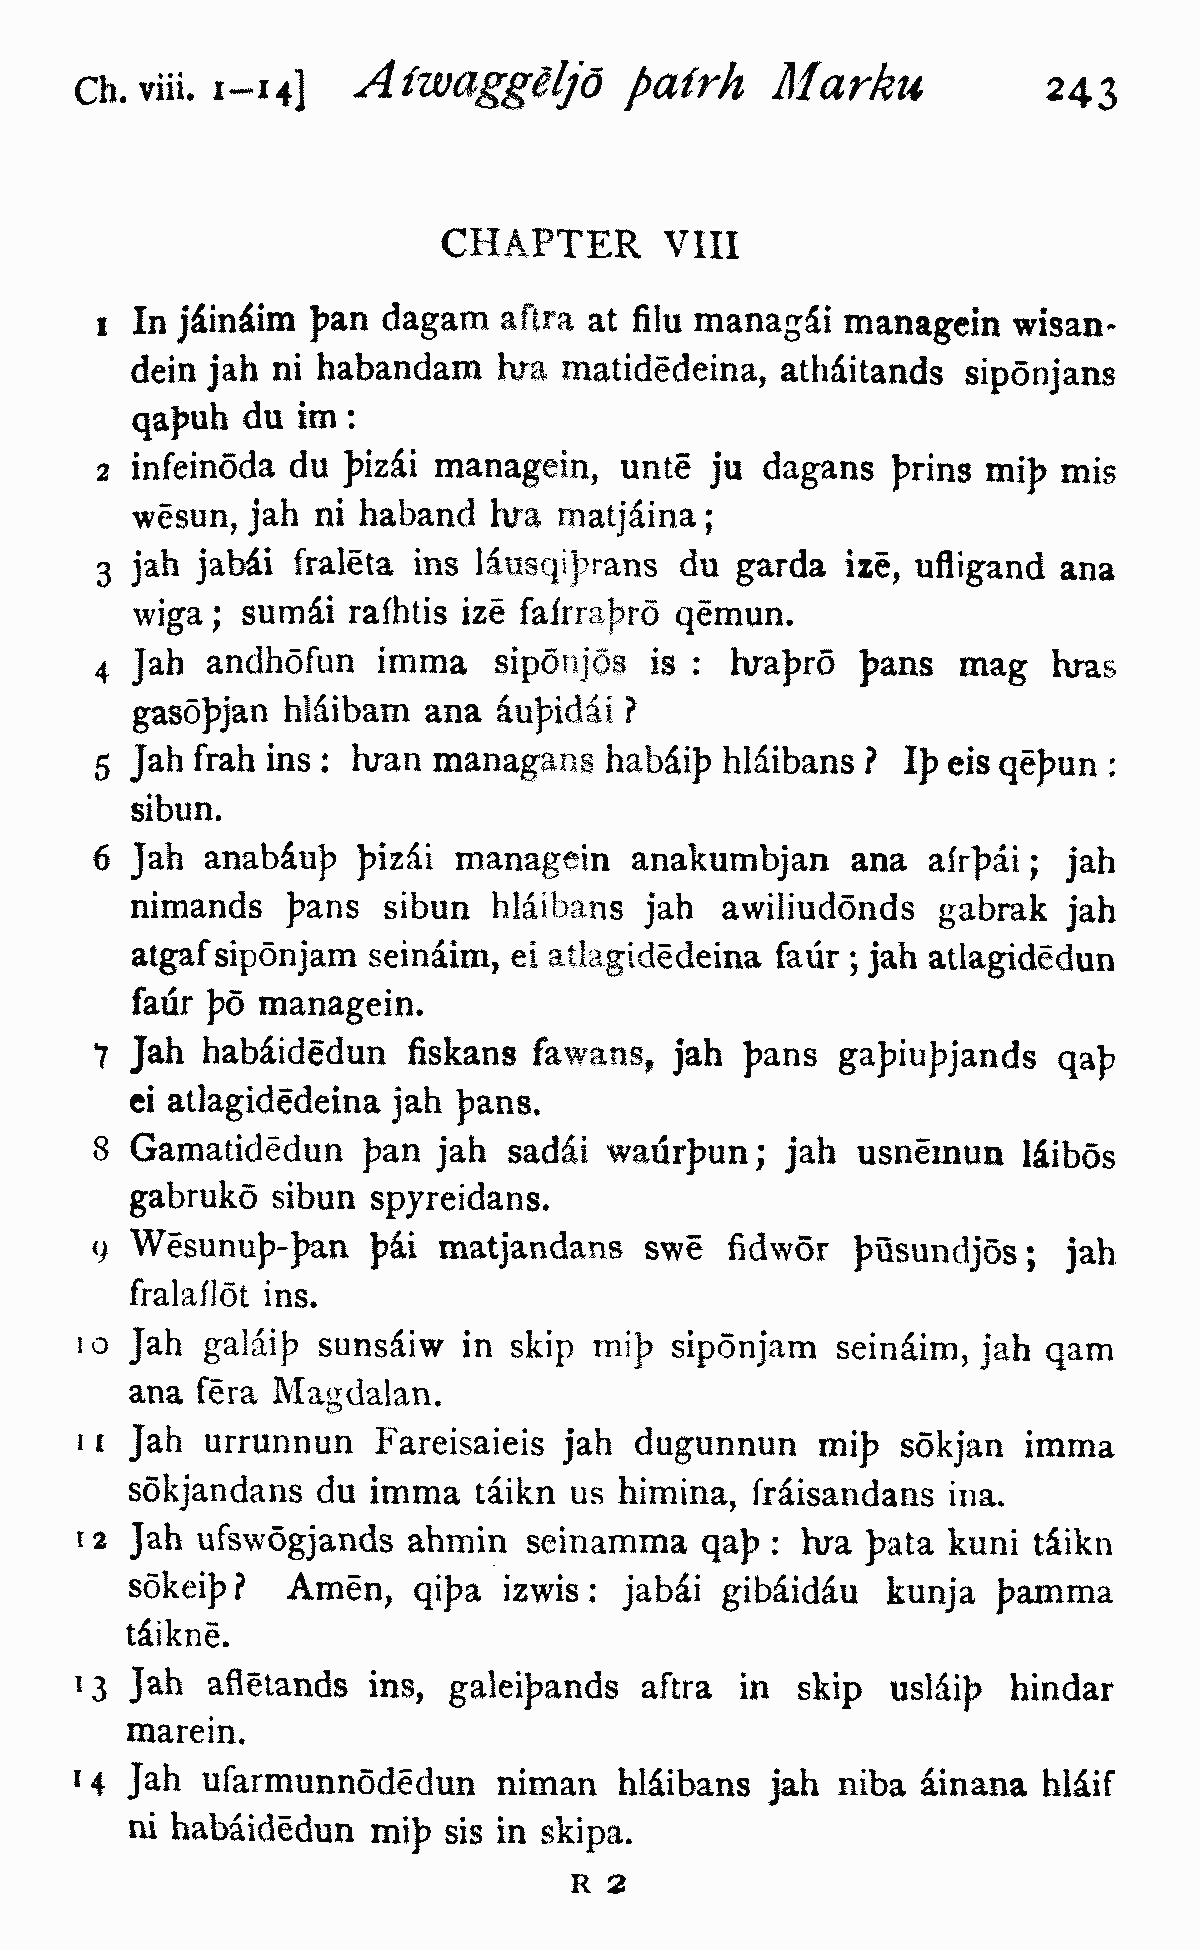 Ch. viii. 1–14] Aíwaggēljō þaírh Marku 243
CHAPTER VIII
1 In jáináim þan dagam aftra at filu managái managein wisan-
dein jah ni habandam ƕa matidēdeina, atháitands sipōnjans
qaþuh du im :
2 infeinōda du þizái managein, untē ju dagans þrins miþ mis
wēsun, jah ni haband ƕa matjáina ;
3 jah jabái fralēta ins láusqiþrans du garda izē, ufligand ana
wiga ; sumái raíhtis izē faírraþrō qēmun.
4 Jah andhōfun imma sipōnjōs is : ƕaþrō þans mag ƕas
gasōþjan hláibam ana áuþidái ?
5 Jah frah ins : ƕan managans habáiþ hláibans ? Iþ eis qēþun :
sibun.
6 Jah anabáuþ þizái managein anakumbjan ana aírþái ; jah
nimands þans sibun hláibans jah awiliudōnds gabrak jah
atgaf sipōnjam seináim, ei atlagidēdeina faúr ; jah atlagidēdun
faúr þō managein.
7 Jah habáidēdun fiskans fawans, jah þans gaþiuþjands qaþ
ei atlagidēdeina jah þans.
8 Gamatidēdun þan jah sadái waúrþun ; jah usnēmun láibōs
gabrukō sibun spyreidans.
9 Wēsunuþ-þan þái matjandans swē fidwōr þūsundjōs ; jah
fralaílōt ins.
10 Jah galáiþ sunsáiw in skip miþ sipōnjam seináim, jah qam
ana fēra Magdalan.
11 Jah urrunnun Fareisaieis jah dugunnun miþ sōkjan imma
sōkjandans du imma táikn us himina, fráisandans ina.
12 Jah ufswōgjands ahmin seinamma qaþ : ƕa þata kuni táikn
sōkeiþ ? Amēn, qiþa izwis : jabái gibáidáu kunja þamma
táiknē.
13 Jah aflētands ins, galeiþands aftra in skip usláiþ hindar
marein.
14 Jah ufarmunnōdēdun niman hláibans jah niba áinana hláif
ni habáidēdun miþ sis in skipa.
R 2